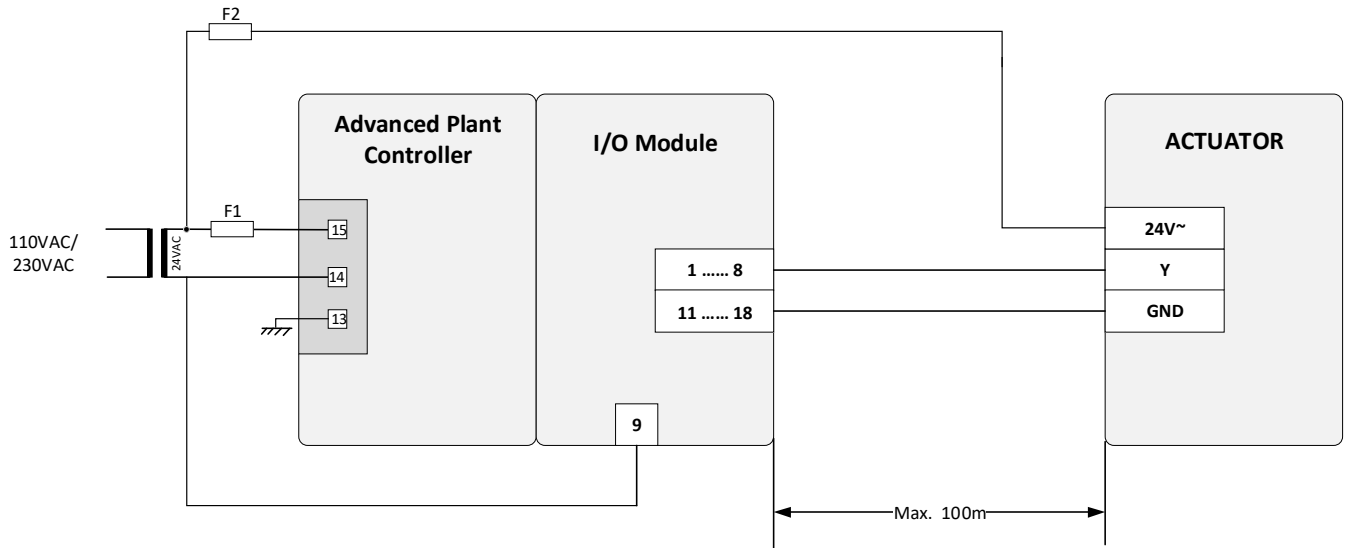 F2
Advanced Plant
Controller
I/O Module
ACTUATOR
F1
15
24V~
110VAC/
230VAC
24VAC
1 ...... 8
Y
14
11 ...... 18
GND
13
9
Max. 100m